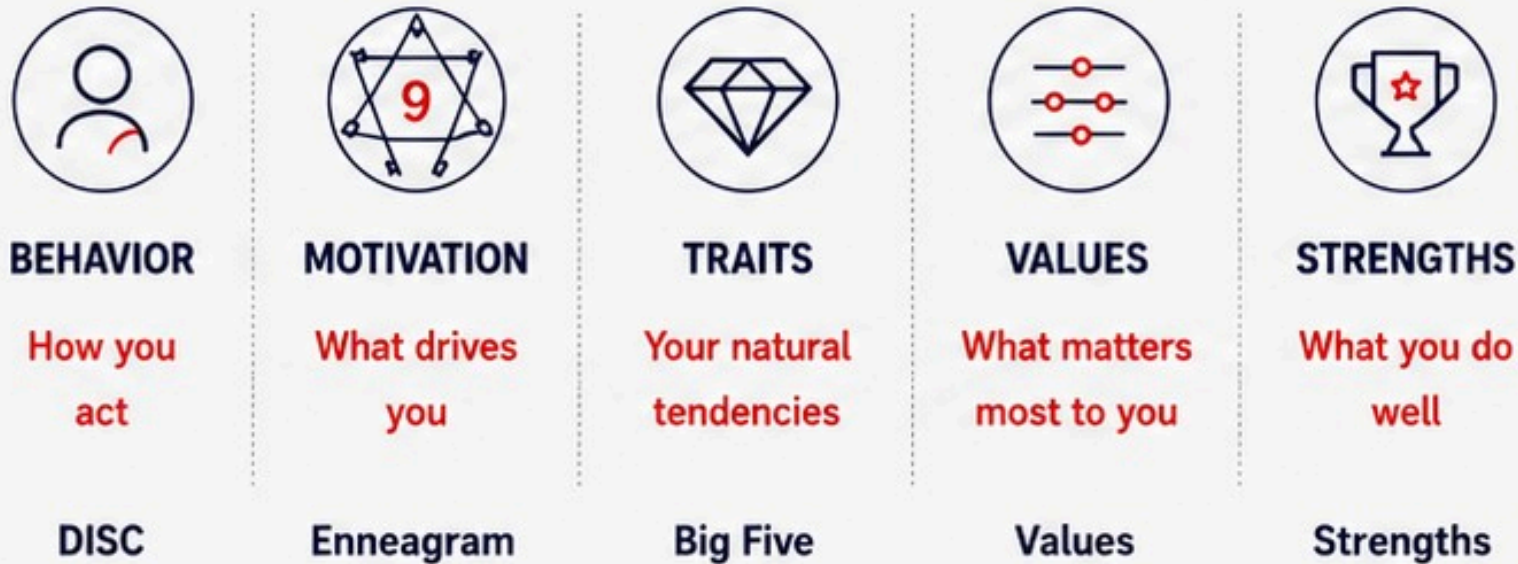 9
BEHAVIOR
How you
act
DISC
MOTIVATION
What drives
you
Enneagram
TRAITS
Your natural
tendencies
Big Five
VALUES
What matters
most to you
Values
STRENGTHS
What you do
well
Strengths